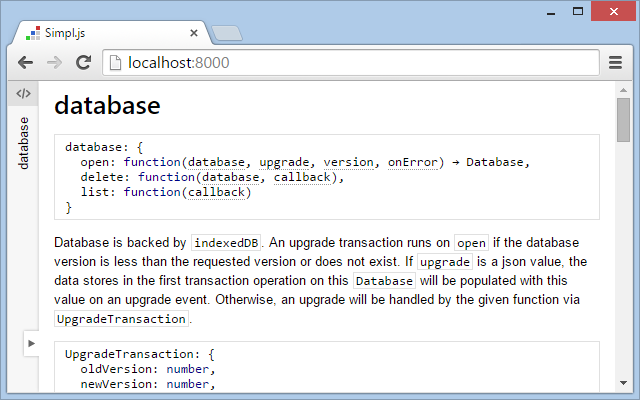 Simpl.js
localhost:8000
</>
database
database
database: {
open: function(database, upgrade, version, onError) → Database,
delete: function(database, callback),
list: function(callback)
}
Database is backed by indexedDB. An upgrade transaction runs on open if the database
version is less than the requested version or does not exist. If upgrade is a json value, the
data stores in the first transaction operation on this Database will be populated with this
value on an upgrade event. Otherwise, an upgrade will be handled by the given function via
UpgradeTransaction.
UpgradeTransaction: {
oldVersion: number,
newVersion: number,